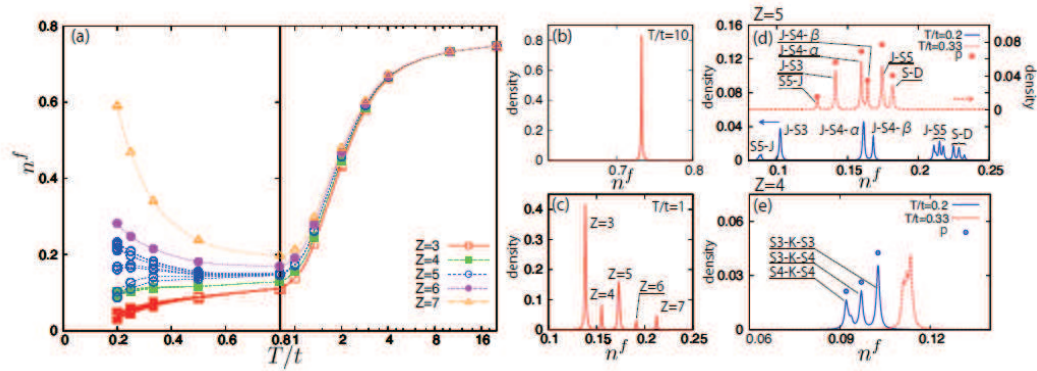 (a)
n^f
0.8
0.6
0.4
0.2
0
0 0.2 0.4 0.6 0.8 1 2 4 8 16
T/t
Z=3
Z=4
Z=5
Z=6
Z=7
(b) T/t=10
density
0.8
0.6
0.4
0.2
0
0.7 0.8
n^f
(c) T/t=1
density
0.4
0.3
0.2
0.1
0
Z=3
Z=4
Z=5
Z=6
Z=7
0.1 0.15 0.2 0.25
n^f
Z=5
(d)
density
0.16
0.12
0.08
0.04
0
J-S4-β
J-S4-α
J-S3
S5-J
J-S5
S-D
T/t=0.2
T/t=0.33
p
0.08
0.04
0
density
S5-J
J-S3
J-S4-α
J-S4-β
J-S5
S-D
0.1 0.15 0.2 0.25
n^f
Z=4
(e)
density
0.06
0.03
0
S3-K-S3
S3-K-S4
S4-K-S4
T/t=0.2
T/t=0.33
p
0.06 0.09 0.12
n^f